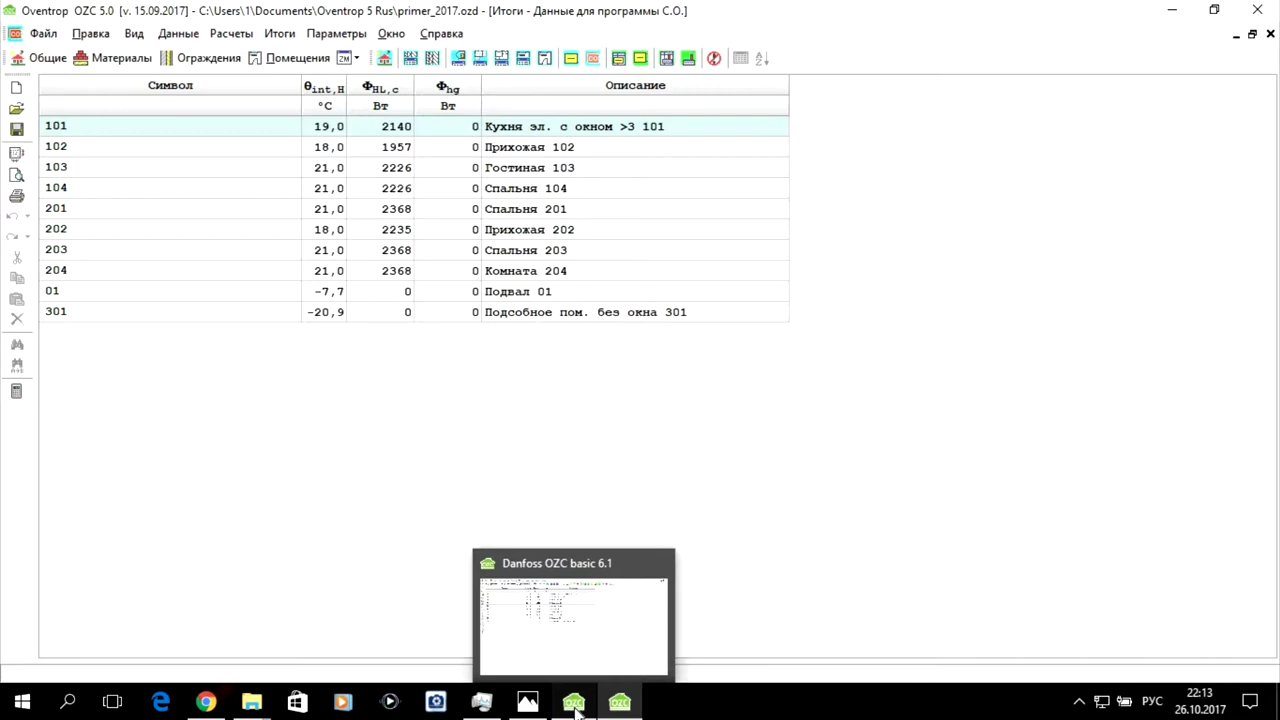 Oventrop OZC 5.0 [v. 15.09.2017] - C:\Users\1\Documents\Oventrop 5 Rus\primer_2017.ozd - [Итоги - Данные для программы С.О.]
Файл Правка Вид Данные Расчеты Итоги Параметры Окно Справка
Общие Материалы Ограждения Помещения
Символ θint,H ΦHL,c Φhg Описание
°C Вт Вт
101 19,0 2140 0 Кухня эл. с окном >3 101
102 18,0 1957 0 Прихожая 102
103 21,0 2226 0 Гостиная 103
104 21,0 2226 0 Спальня 104
201 21,0 2368 0 Спальня 201
202 18,0 2235 0 Прихожая 202
203 21,0 2368 0 Спальня 203
204 21,0 2368 0 Комната 204
01 -7,7 0 0 Подвал 01
301 -20,9 0 0 Подсобное пом. без окна 301
Danfoss OZC basic 6.1
РУС
22:13
26.10.2017